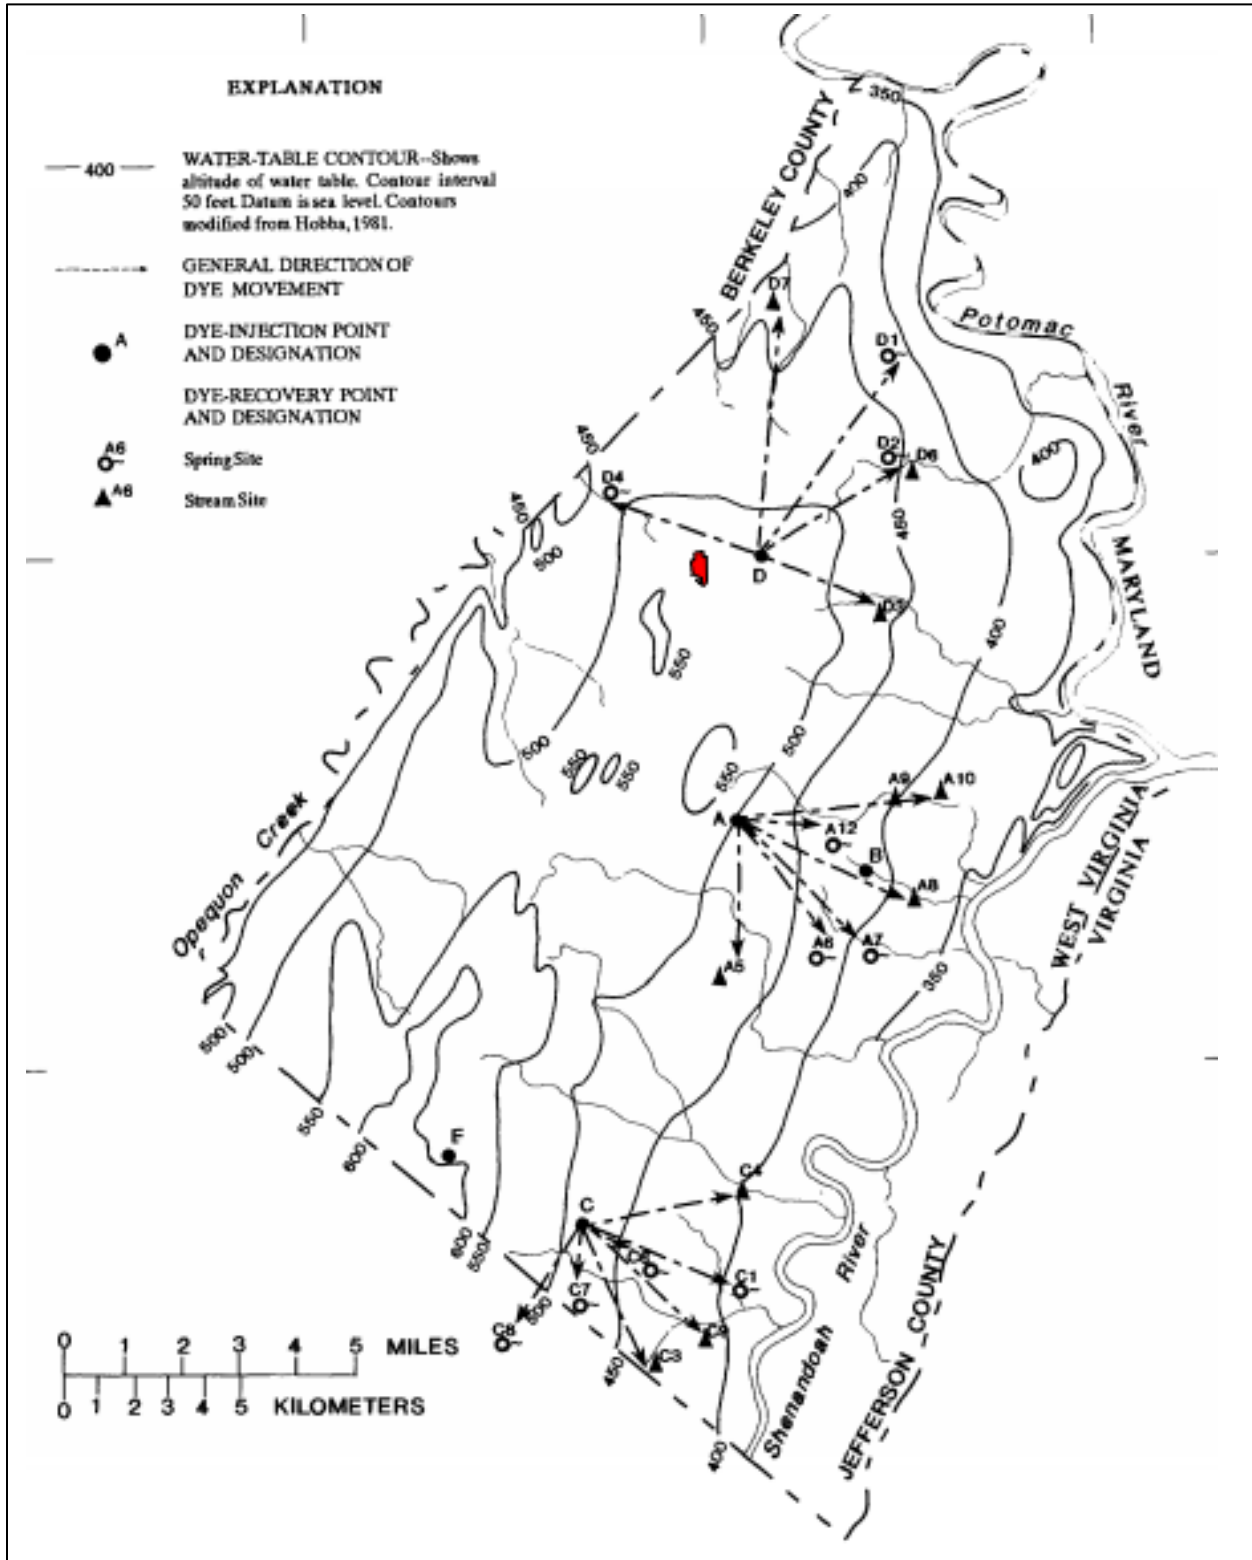 EXPLANATION
400
WATER-TABLE CONTOUR--Shows
altitude of water table. Contour interval
50 feet. Datum is sea level. Contours
modified from Hobba, 1981.
GENERAL DIRECTION OF
DYE MOVEMENT
A
DYE-INJECTION POINT
AND DESIGNATION
DYE-RECOVERY POINT
AND DESIGNATION
A6
Spring Site
A6
Stream Site
350
BERKELEY COUNTY
400
D7
450
Potomac
D1
River
450
D2
D6
400
D4
450
500
450
MARYLAND
D
D3
400
550
500
500
550
550
550
A9
A10
A
A12
B
Opequon Creek
A8
WEST VIRGINIA
VIRGINIA
A6
A7
A5
350
500
500
550
F
600
C4
C
600
550
River
C1
C7
500
JEFFERSON COUNTY
C8
C9
C3
450
Shenandoah
400
0 1 2 3 4 5 MILES
0 1 2 3 4 5 KILOMETERS